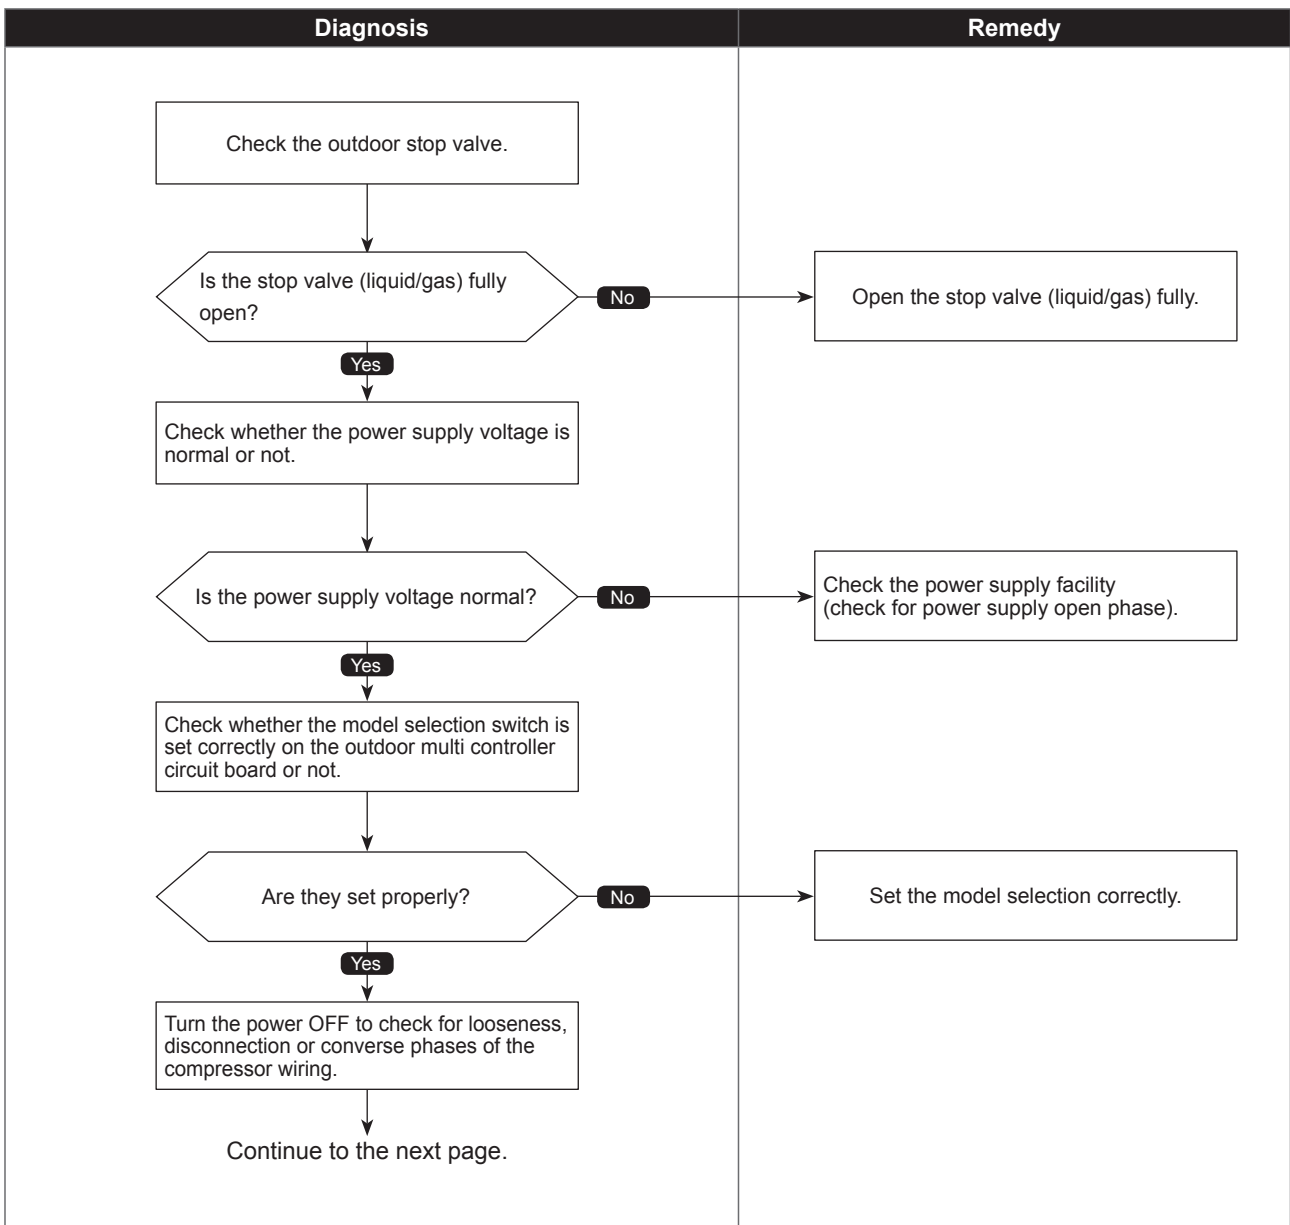 Diagnosis
Remedy
Check the outdoor stop valve.
Is the stop valve (liquid/gas) fully
open?
No
Open the stop valve (liquid/gas) fully.
Yes
Check whether the power supply voltage is
normal or not.
Is the power supply voltage normal?
No
Check the power supply facility
(check for power supply open phase).
Yes
Check whether the model selection switch is
set correctly on the outdoor multi controller
circuit board or not.
Are they set properly?
No
Set the model selection correctly.
Yes
Turn the power OFF to check for looseness,
disconnection or converse phases of the
compressor wiring.
Continue to the next page.